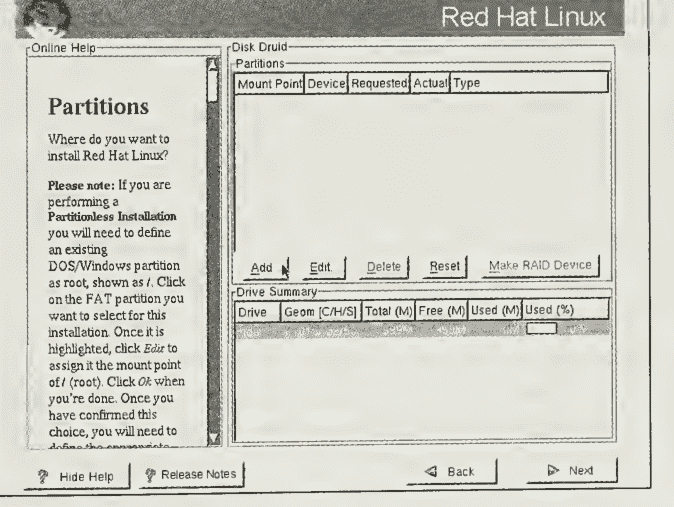 Red Hat Linux
Online Help
Partitions
Where do you want to
install Red Hat Linux?
Please note: If you are
performing a
Partitionless Installation
you will need to define
an existing
DOS/Windows partition
as root, shown as /. Click
on the FAT partition you
want to select for this
installation. Once it is
highlighted, click Edit to
assign it the mount point
of / (root). Click Ok when
you're done. Once you
have confirmed this
choice, you will need to
Disk Druid
Partitions
Mount Point Device Requested Actual Type
Add Edit. Delete Reset Make RAID Device
Drive Summary
Drive Geom [C/H/S] Total (M) Free (M) Used (M) Used (%)
Hide Help Release Notes Back Next